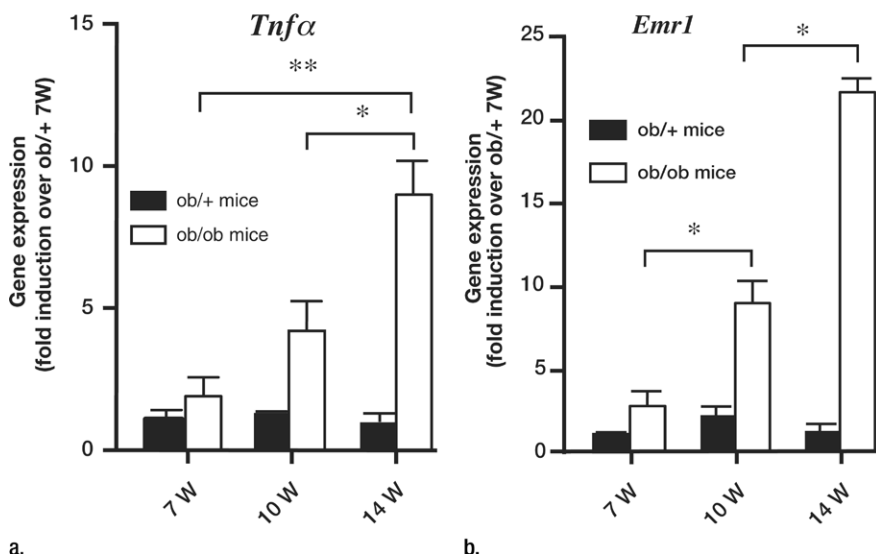 Tnfα
Gene expression
(fold induction over ob/+ 7W)
15
10
5
0
**
*
ob/+ mice
ob/ob mice
7 W
10 W
14 W
a.
Emr1
Gene expression
(fold induction over ob/+ 7W)
25
20
15
10
5
0
*
*
ob/+ mice
ob/ob mice
7 W
10 W
14 W
b.